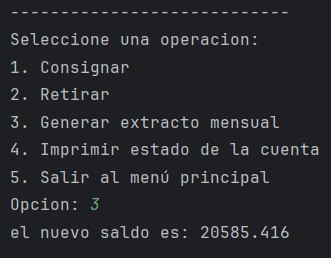 ----------------------------
Seleccione una operacion:
1. Consignar
2. Retirar
3. Generar extracto mensual
4. Imprimir estado de la cuenta
5. Salir al menú principal
Opcion: 3
el nuevo saldo es: 20585.416